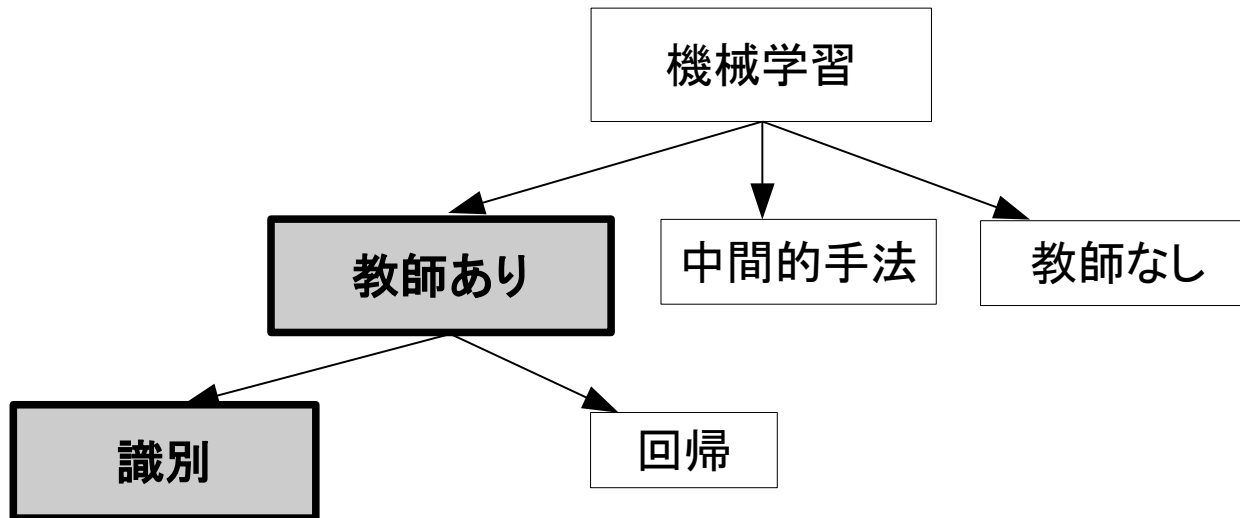 機械学習
教師あり
中間的手法
教師なし
識別
回帰